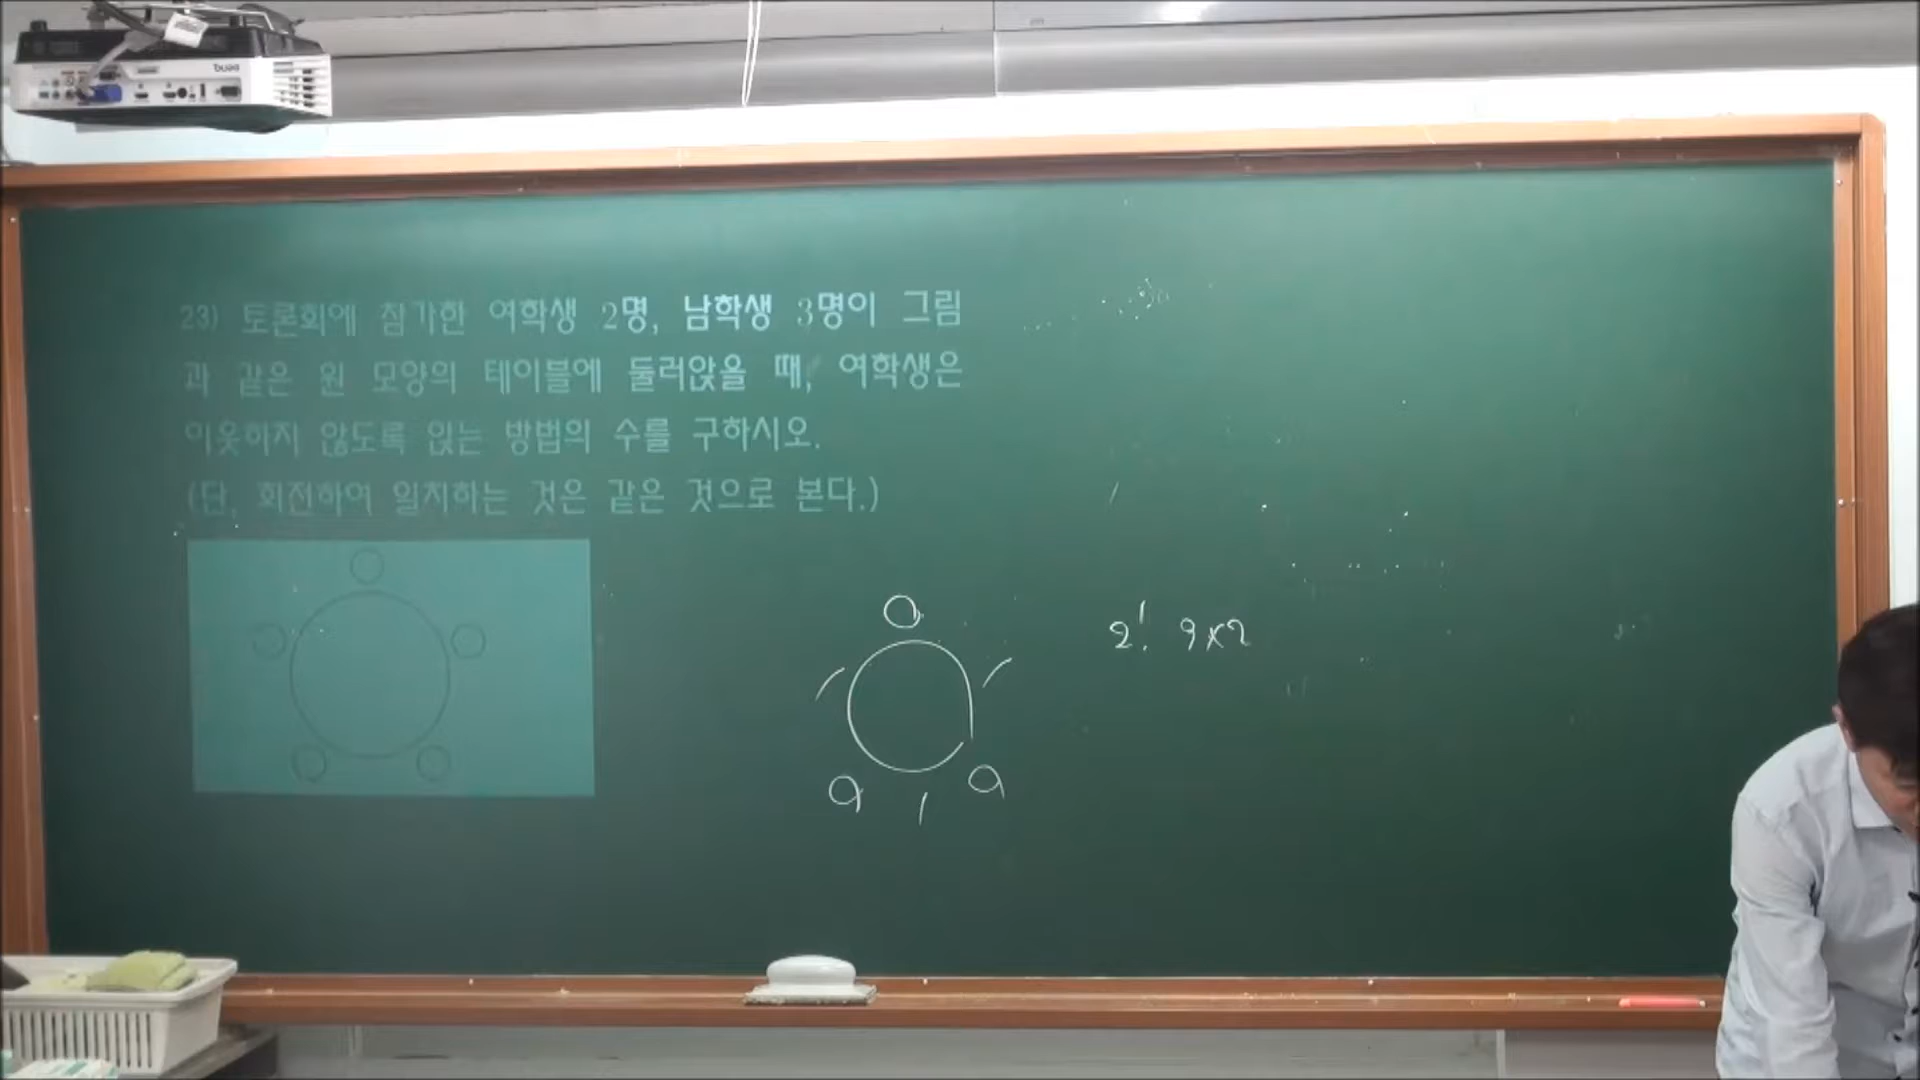 23) 토론회에 참가한 여학생 2명, 남학생 3명이 그림
과 같은 원 모양의 테이블에 둘러앉을 때, 여학생은
이웃하지 않도록 앉는 방법의 수를 구하시오.
(단, 회전하여 일치하는 것은 같은 것으로 본다.)
2! 3×2
BenQ